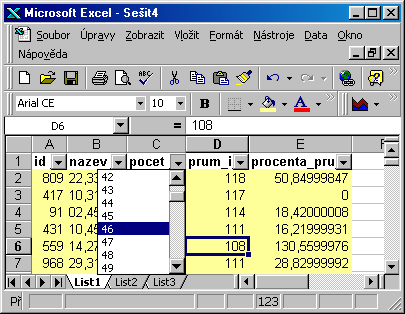 Microsoft Excel - Sešit4
Soubor Úpravy Zobrazit Vložit Formát Nástroje Data Okno
Nápověda
ABC
Arial CE 10 B A
D6 = 108
A B C D E F
1 id nazev pocet prum_i procenta_pru
2 809 22,33 118 50,84999847
3 417 10,31 117 0
4 91 02,45 114 18,42000008
5 431 10,45 111 16,21999931
6 559 14,27 108 130,5599976
7 968 29,31 111 28,82999992
42
43
44
45
46
47
48
49
List1 List2 List3
Př 123